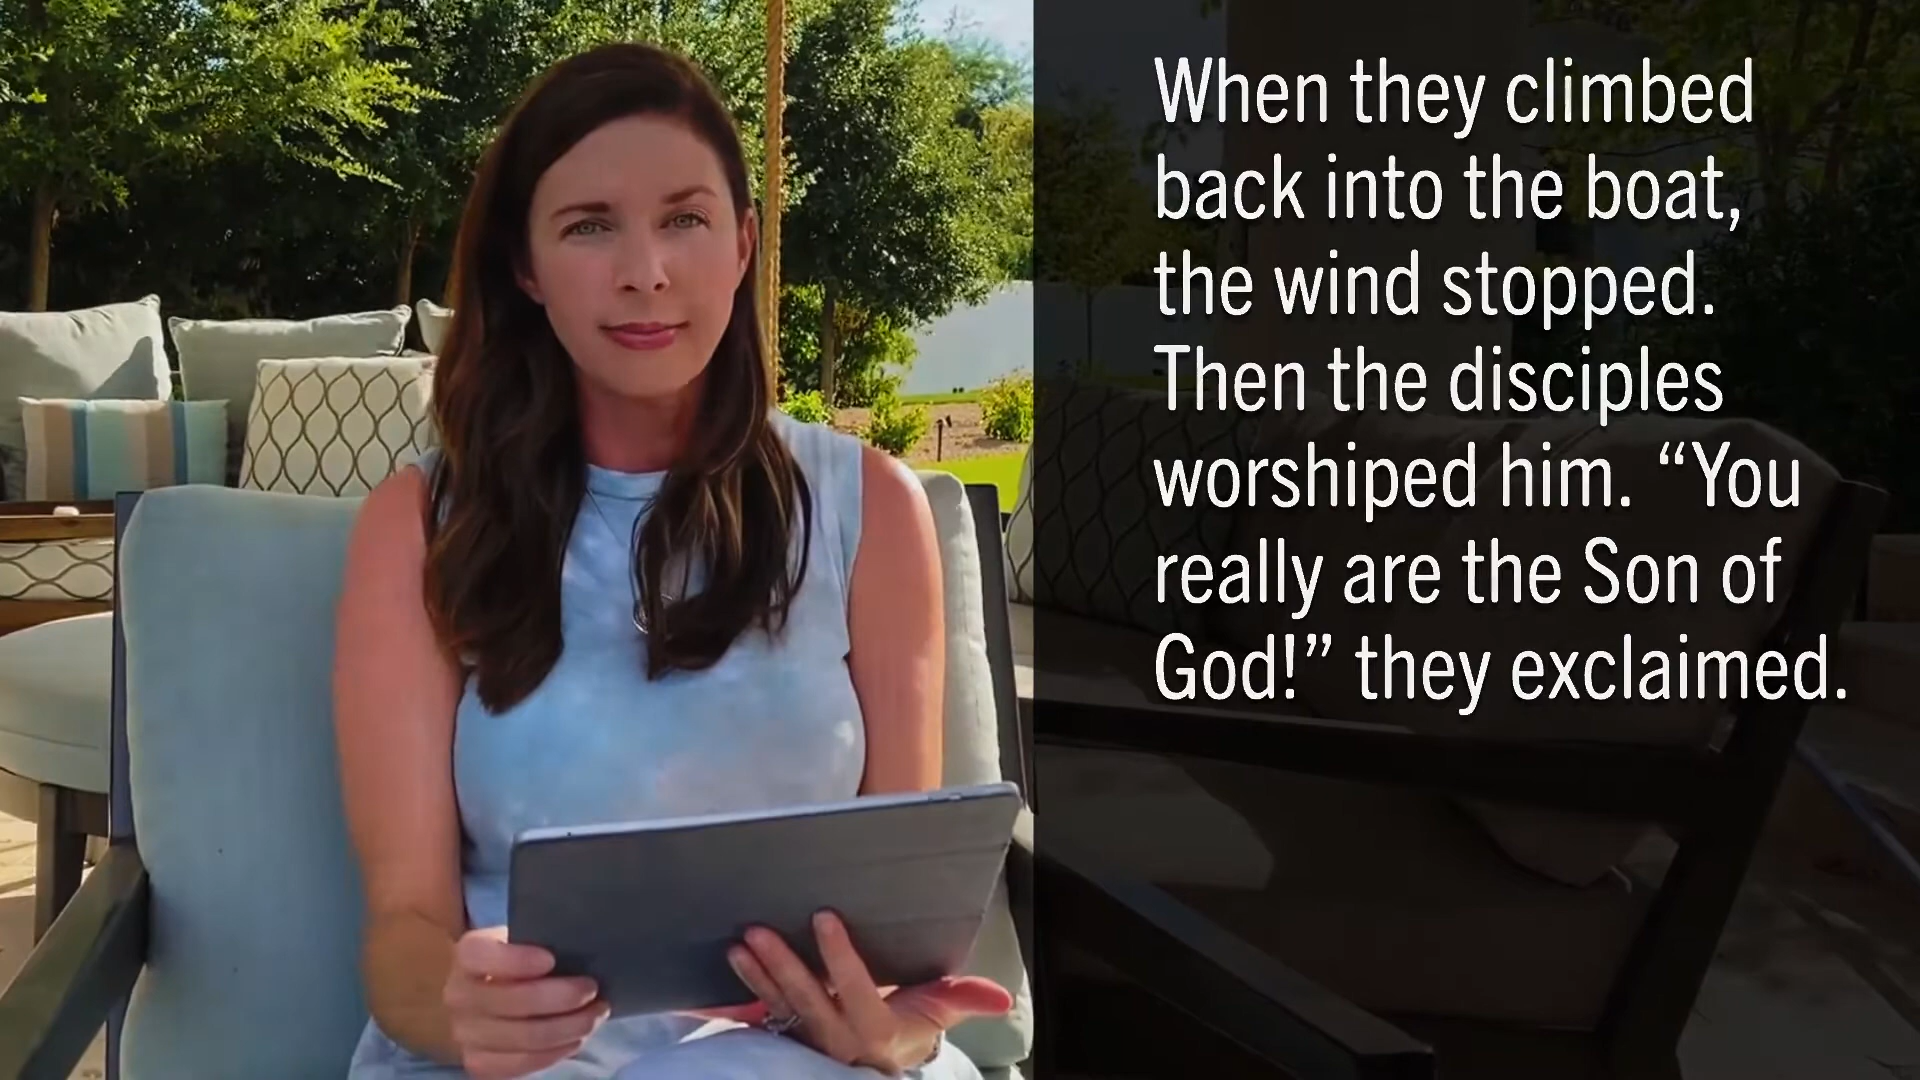 When they climbed
back into the boat,
the wind stopped.
Then the disciples
worshiped him. “You
really are the Son of
God!” they exclaimed.